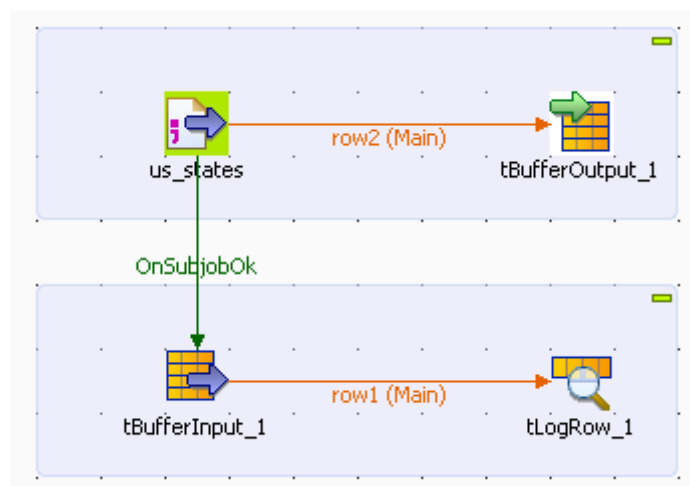 row2 (Main)
us_states
tBufferOutput_1
OnSubjobOk
row1 (Main)
tBufferInput_1
tLogRow_1